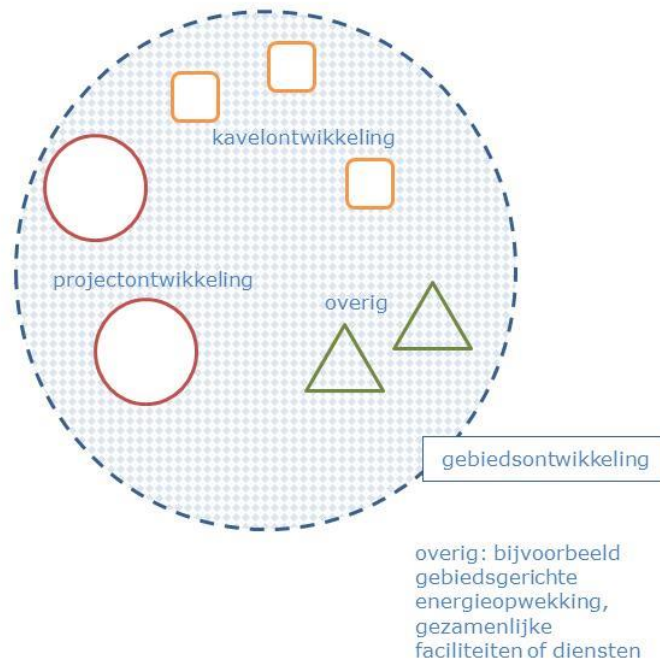 kavelontwikkeling
projectontwikkeling
overig
gebiedsontwikkeling
overig: bijvoorbeeld
gebiedsgerichte
energieopwekking,
gezamenlijke
faciliteiten of diensten